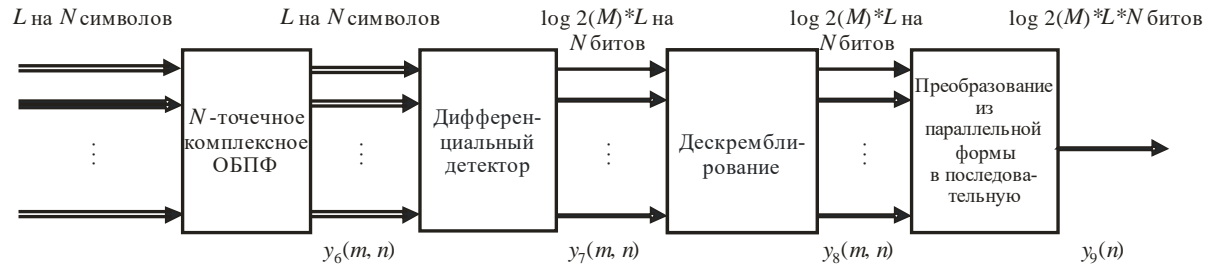 L на N символов
L на N символов
log 2(M)*L на
N битов
log 2(M)*L на
N битов
log 2(M)*L*N битов
N-точечное
комплексное
ОБПФ
Дифферен-
циальный
детектор
Дескрембли-
рование
Преобразование
из
параллельной
формы
в последова-
тельную
y6(m, n)
y7(m, n)
y8(m, n)
y9(n)